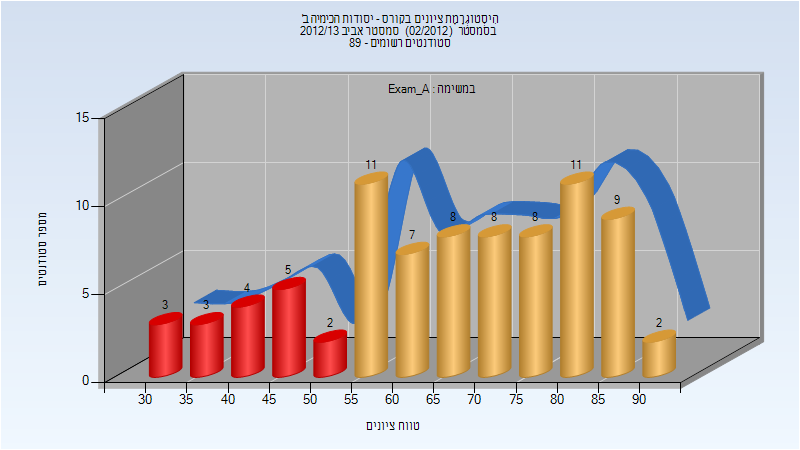 היסטוגרמת ציונים בקורס - יסודות הכימיה ב'
בסמסטר (02/2012) סמסטר אביב 2012/13
סטודנטים רשומים - 89
במשימה : Exam_A
מספר סטודנטים
15
10
5
0
3
3
4
5
2
11
7
8
8
8
11
9
2
30 35 40 45 50 55 60 65 70 75 80 85 90
טווח ציונים